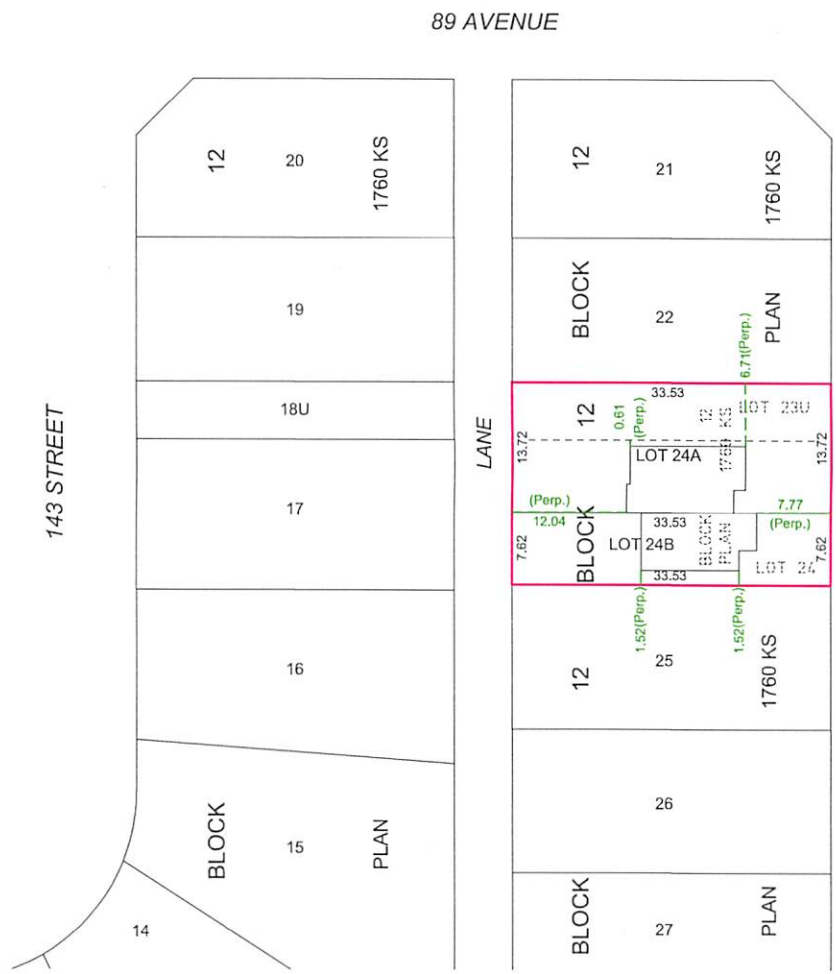 89 AVENUE
143 STREET
LANE
12
20
1760 KS
19
18U
17
16
BLOCK
15
PLAN
14
12
21
1760 KS
BLOCK
22
PLAN
6.71(Perp.)
33.53
12
0.61
(Perp.)
12
1760 KS
LOT 23U
13.72
13.72
LOT 24A
(Perp.)
12.04
33.53
7.77
(Perp.)
7.62
BLOCK
LOT 24B
BLOCK
PLAN
33.53
LOT 24
7.62
1.52(Perp.)
1.52(Perp.)
12
25
1760 KS
26
BLOCK
27
PLAN